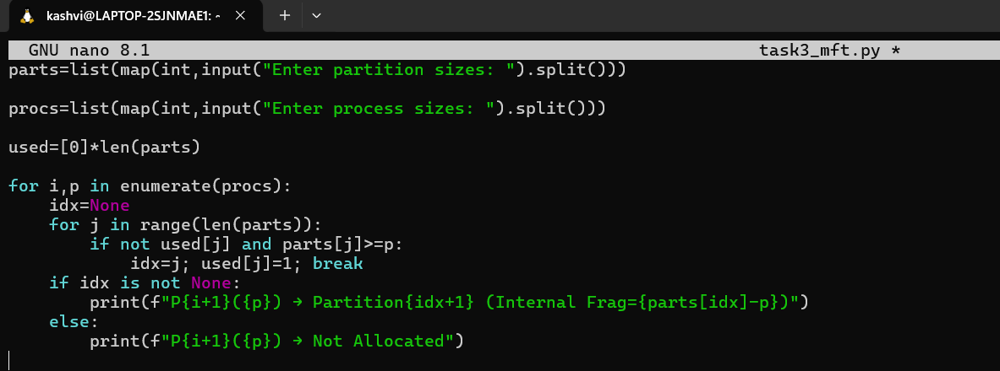 kashvi@LAPTOP-2SJNMAE1: ~
GNU nano 8.1 task3_mft.py *
parts=list(map(int,input("Enter partition sizes: ").split()))
procs=list(map(int,input("Enter process sizes: ").split()))
used=[0]*len(parts)
for i,p in enumerate(procs):
    idx=None
    for j in range(len(parts)):
        if not used[j] and parts[j]>=p:
            idx=j; used[j]=1; break
    if idx is not None:
        print(f"P{i+1}({p}) → Partition{idx+1} (Internal Frag={parts[idx]-p})")
    else:
        print(f"P{i+1}({p}) → Not Allocated")